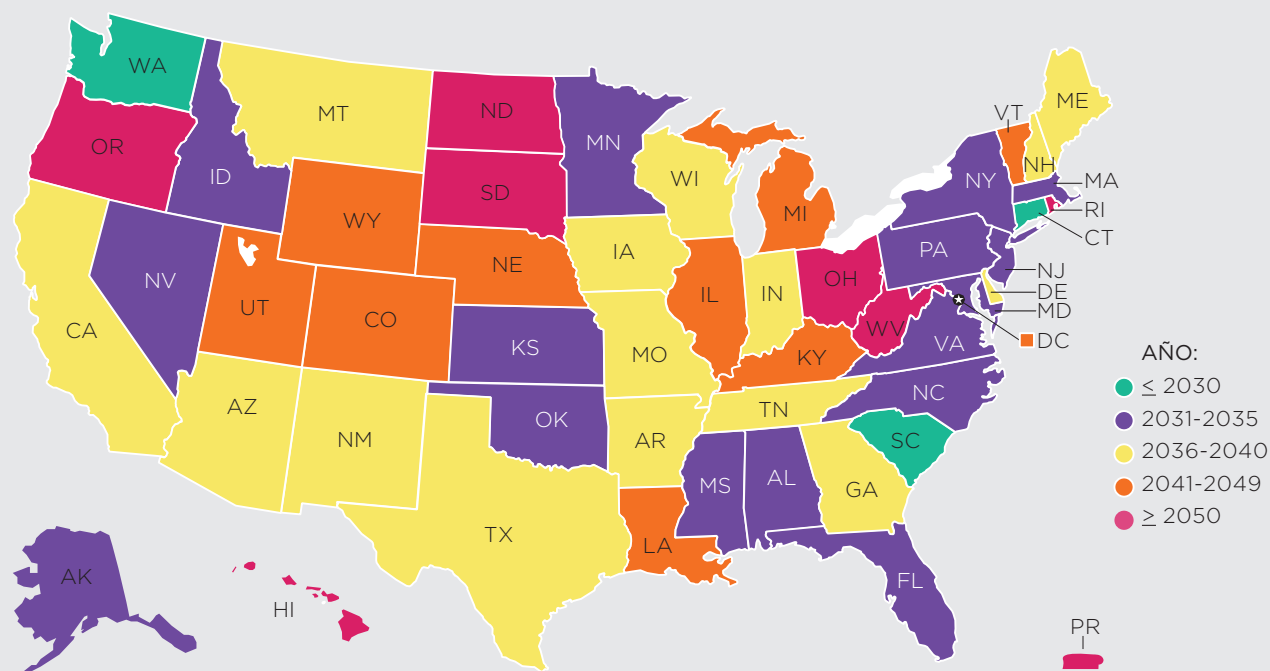 WA
MT
ND
MN
ME
VT
OR
ID
SD
WI
NH
NY
MA
WY
MI
RI
CT
NE
IA
PA
NV
UT
CO
IL
IN
OH
NJ
DE
MD
CA
KS
MO
KY
WV
VA
DC
AZ
NM
OK
AR
TN
NC
SC
MS
AL
GA
TX
LA
FL
AK
HI
PR
AÑO:
≤ 2030
2031-2035
2036-2040
2041-2049
≥ 2050